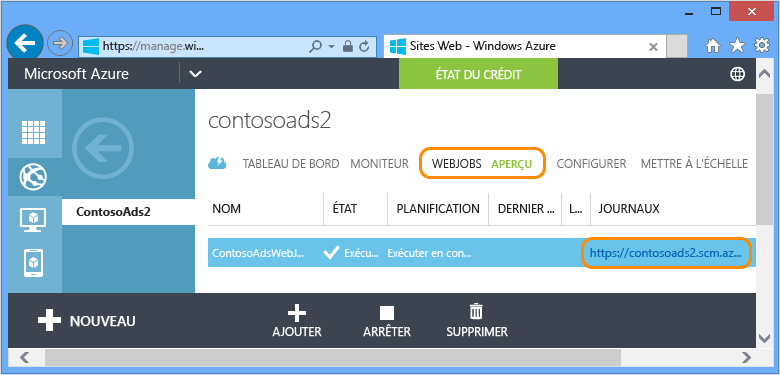 https://manage.wi...
Sites Web - Windows Azure
Microsoft Azure
ÉTAT DU CRÉDIT
contosoads2
TABLEAU DE BORD MONITEUR WEBJOBS APERÇU CONFIGURER METTRE À L'ÉCHELLE
ContosoAds2
NOM ÉTAT PLANIFICATION DERNIER ... L... JOURNAUX
ContosoAdsWebJ... Exécu... Exécuter en con... https://contosoads2.scm.az...
NOUVEAU
AJOUTER ARRÊTER SUPPRIMER